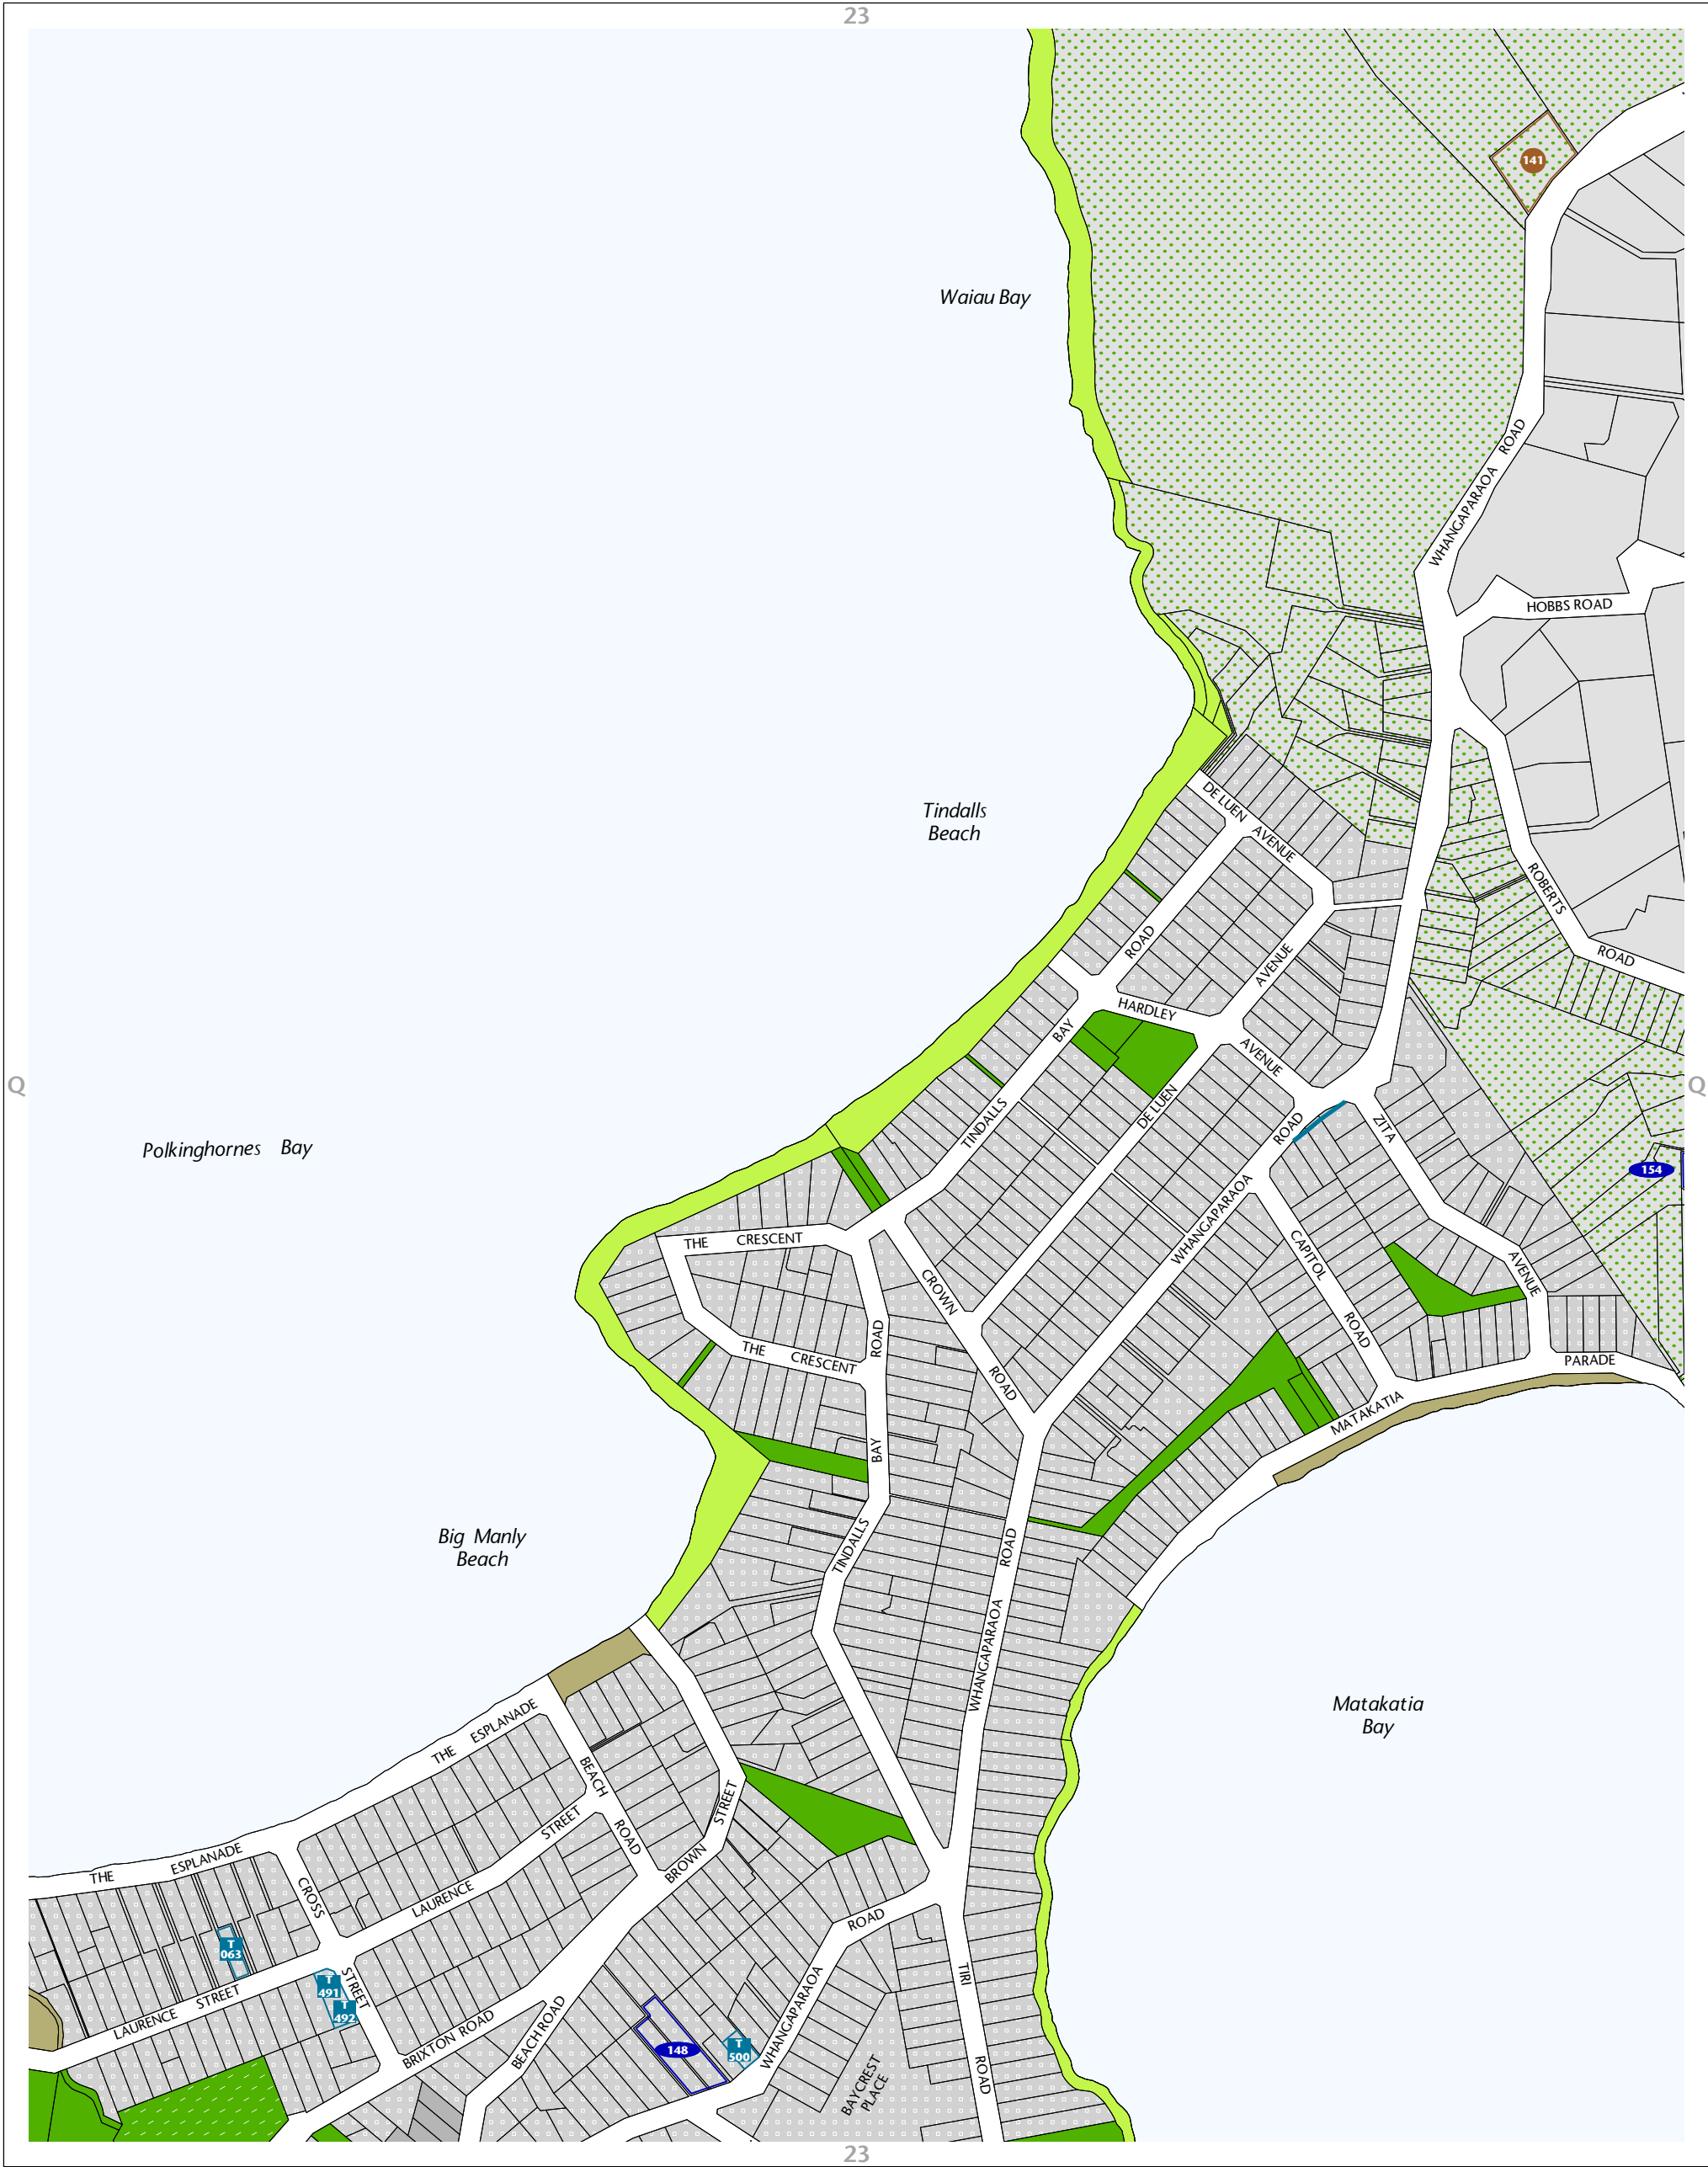 23
141
Waiau Bay
WHANGAPARAOA ROAD
HOBBS ROAD
Tindalls
Beach
DE LUEN AVENUE
ROBERTS ROAD
ROAD
AVENUE
HARDLEY AVENUE
BAY
Q
Q
TINDALLS
DE LUEN
ROAD
ZITA
Polkinghornes Bay
154
WHANGAPARAOA
THE CRESCENT
CAPITOL ROAD
CROWN ROAD
AVENUE
ROAD
THE CRESCENT
PARADE
MATAKATIA
BAY
Big Manly
Beach
TINDALLS
ROAD
WHANGAPARAOA
Matakatia
Bay
THE ESPLANADE
BEACH ROAD
STREET
STREET
BROWN
THE ESPLANADE
CROSS STREET
LAURENCE
ROAD
T
063
T
491
T
492
LAURENCE STREET
BRIXTON ROAD
BEACH ROAD
148
T
500
WHANGAPARAOA
TIRI ROAD
BAYCREST
PLACE
23